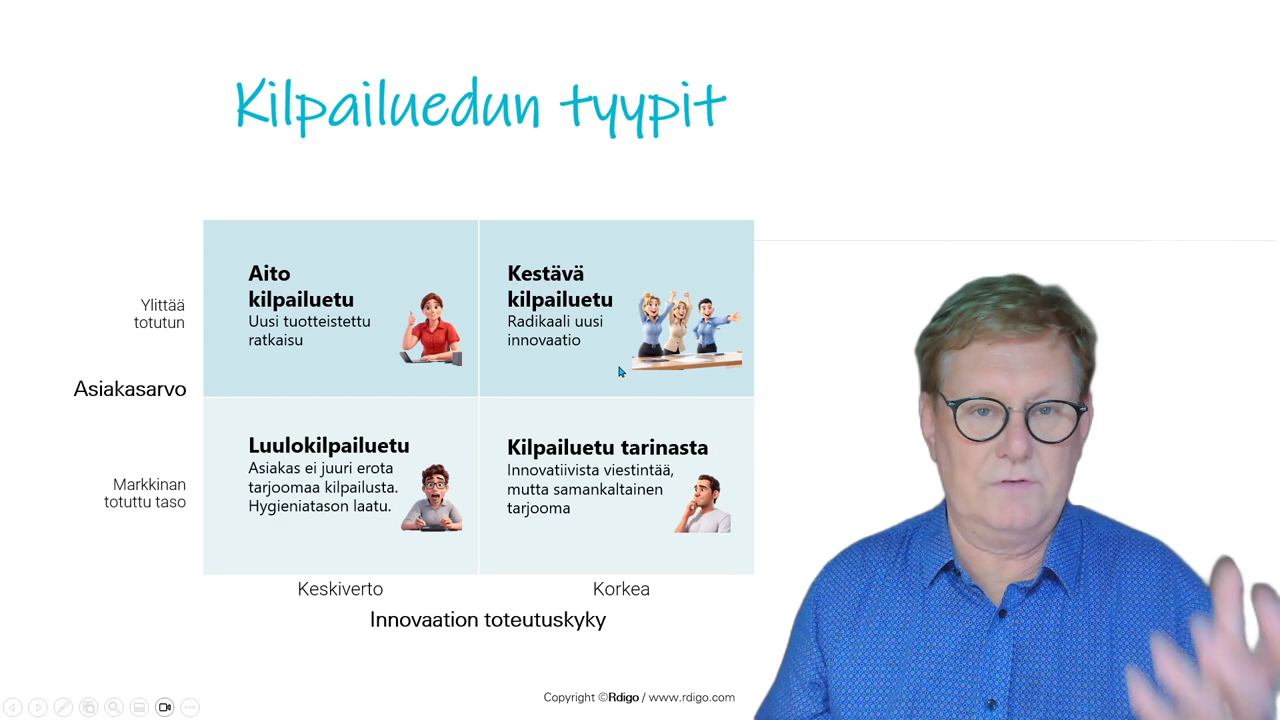 Kilpailuedun tyypit
Aito
kilpailuetu
Uusi tuotteistettu
ratkaisu
Kestävä
kilpailuetu
Radikaali uusi
innovaatio
Ylittää
totutun
Asiakasarvo
Luulokilpailuetu
Asiakas ei juuri erota
tarjoomaa kilpailusta.
Hygieniatason laatu.
Kilpailuetu tarinasta
Innovatiivista viestintää,
mutta samankaltainen
tarjooma
Markkinan
totuttu taso
Keskiverto
Korkea
Innovaation toteutuskyky
Copyright ©Rdigo / www.rdigo.com